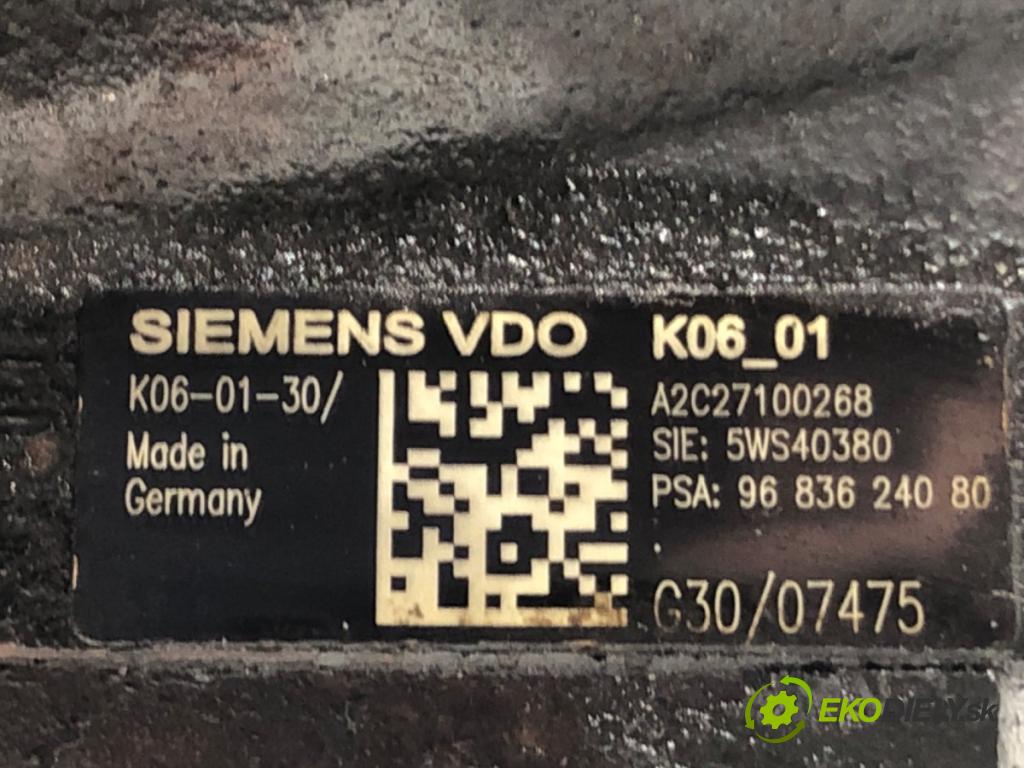 SIEMENS VDO
K06-01-30/
Made in
Germany
K06_01
A2C27100268
SIE: 5WS40380
PSA: 96 836 240 80
G30/07475
EKODIELY.sk